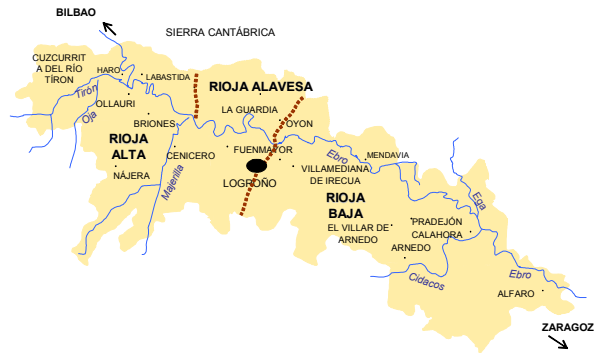 BILBAO
SIERRA CANTÁBRICA
CUZCURRIT
A DEL RÍO
TÍRON
HARO
LABASTIDA
RIOJA ALAVESA
Tirón
OLLAURI
LA GUARDIA
Oja
BRIONES
OYON
RIOJA
ALTA
CENICERO
FUENMAYOR
Ebro
MENDAVIA
NÁJERA
Majerilla
LOGROÑO
VILLAMEDIANA
DE IRECUA
RIOJA
BAJA
Ega
EL VILLAR DE
ARNEDO
PRADEJÓN
CALAHORA
ARNEDO
Cidacos
Ebro
ALFARO
ZARAGOZ